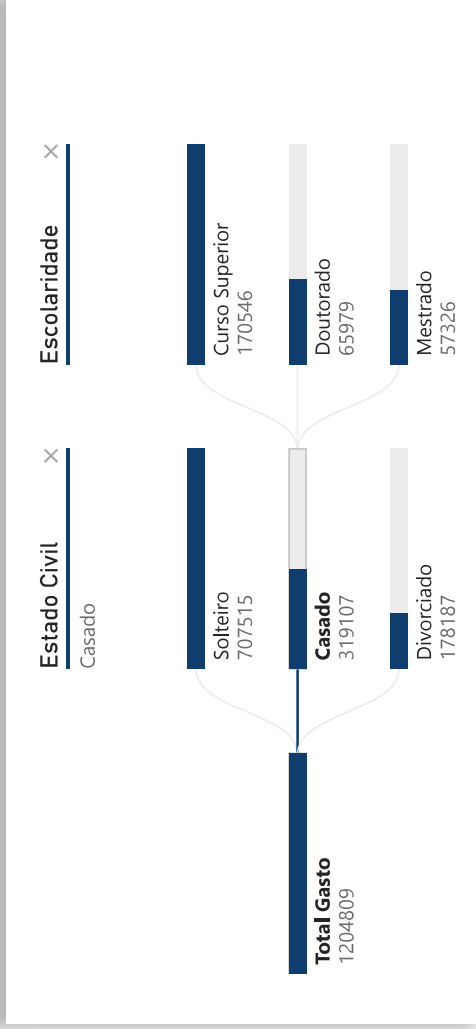 Estado Civil
Casado
Escolaridade
Total Gasto
1204809
Solteiro
707515
Casado
319107
Divorciado
178187
Curso Superior
170546
Doutorado
65979
Mestrado
57326